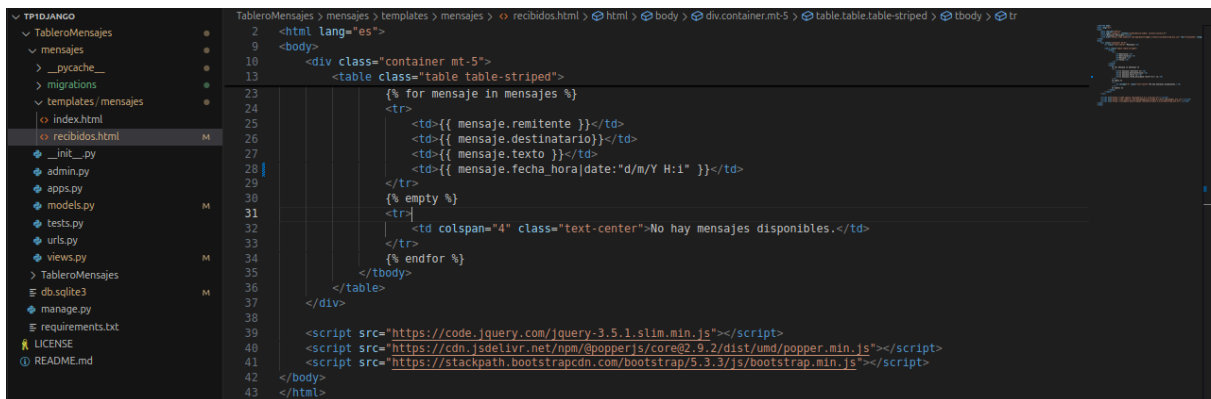 TP1DJANGO
TableroMensajes
mensajes
__pycache__
migrations
templates/mensajes
index.html
recibidos.html M
__init__.py
admin.py
apps.py
models.py M
tests.py
urls.py
views.py M
TableroMensajes
db.sqlite3 M
manage.py
requirements.txt
LICENSE
README.md
TableroMensajes > mensajes > templates > mensajes > recibidos.html > html > body > div.container.mt-5 > table.table.table-striped > tbody > tr
2 <html lang="es">
9 <body>
10 <div class="container mt-5">
13 <table class="table table-striped">
23 {% for mensaje in mensajes %}
24 <tr>
25 <td>{{ mensaje.remitente }}</td>
26 <td>{{ mensaje.destinatario}}</td>
27 <td>{{ mensaje.texto }}</td>
28 <td>{{ mensaje.fecha_hora|date:"d/m/Y H:i" }}</td>
29 </tr>
30 {% empty %}
31 <tr>
32 <td colspan="4" class="text-center">No hay mensajes disponibles.</td>
33 </tr>
34 {% endfor %}
35 </tbody>
36 </table>
37 </div>
38
39 <script src="https://code.jquery.com/jquery-3.5.1.slim.min.js"></script>
40 <script src="https://cdn.jsdelivr.net/npm/@popperjs/core@2.9.2/dist/umd/popper.min.js"></script>
41 <script src="https://stackpath.bootstrapcdn.com/bootstrap/5.3.3/js/bootstrap.min.js"></script>
42 </body>
43 </html>